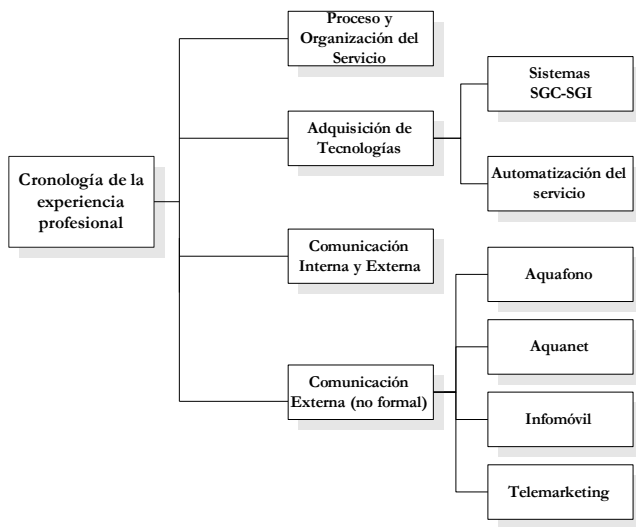 Proceso y
Organización del
Servicio
Sistemas
SGC-SGI
Adquisición de
Tecnologías
Cronología de la
experiencia
profesional
Automatización del
servicio
Comunicación
Interna y Externa
Aquafono
Aquanet
Comunicación
Externa (no formal)
Infomóvil
Telemarketing